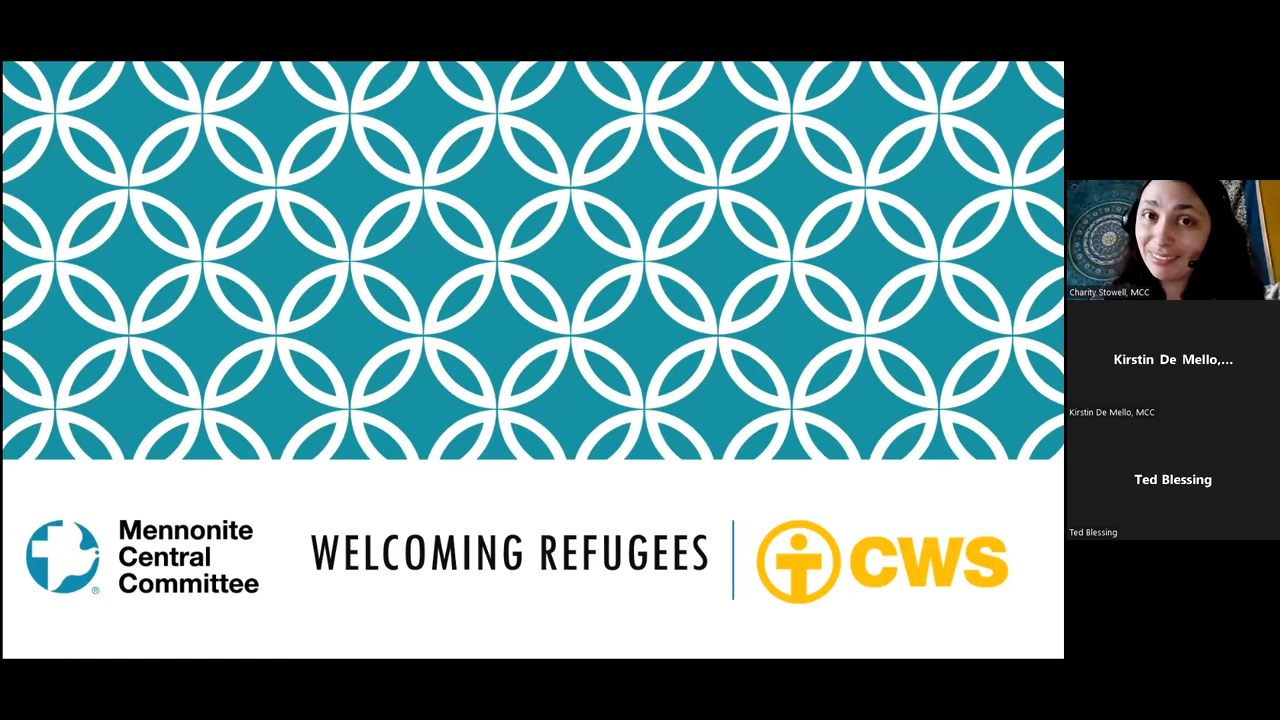 Mennonite
Central
Committee
®
WELCOMING REFUGEES
CWS
Charity Stowell, MCC
Kirstin De Mello,...
Kirstin De Mello, MCC
Ted Blessing
Ted Blessing